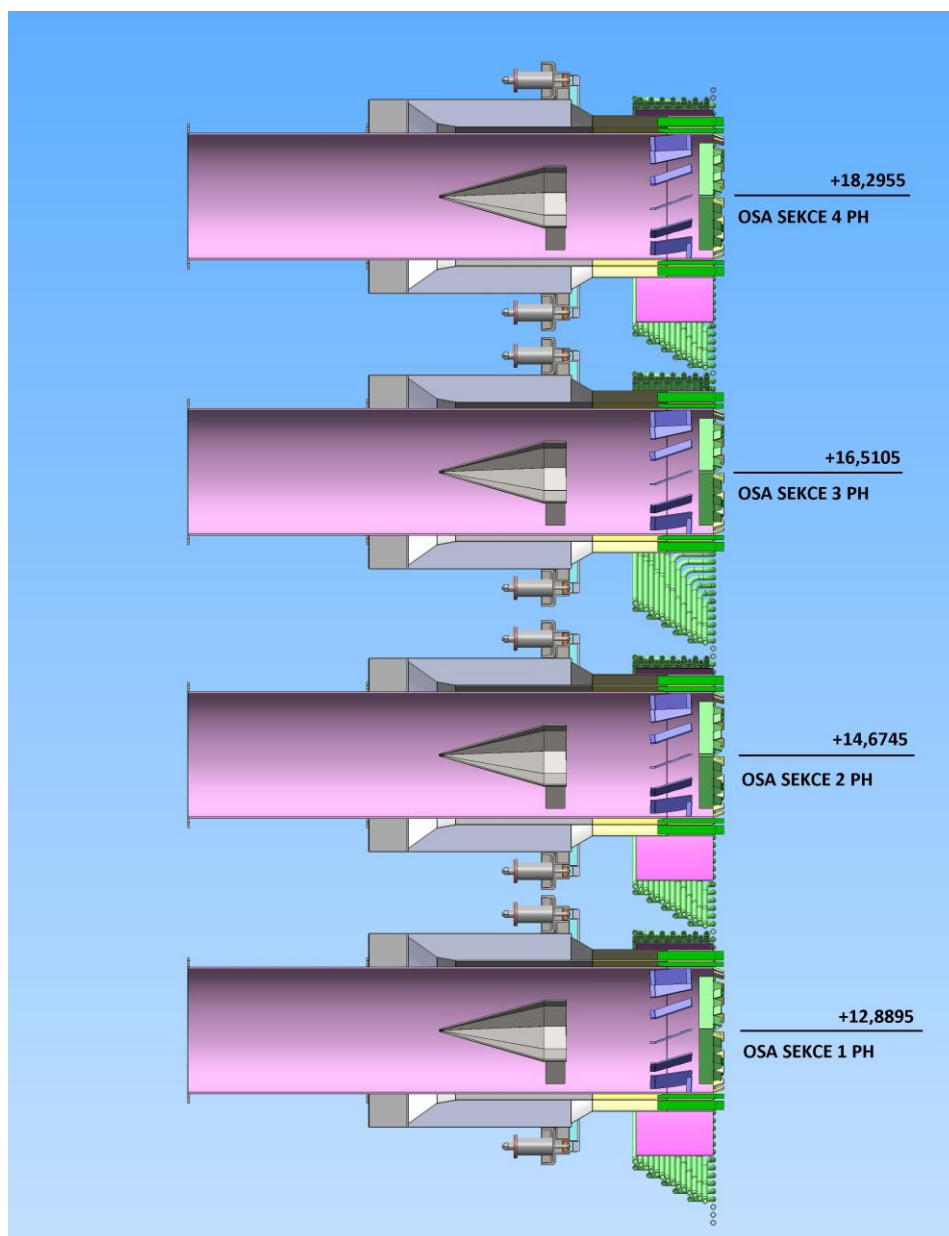 +18,2955
OSA SEKCE 4 PH
+16,5105
OSA SEKCE 3 PH
+14,6745
OSA SEKCE 2 PH
+12,8895
OSA SEKCE 1 PH